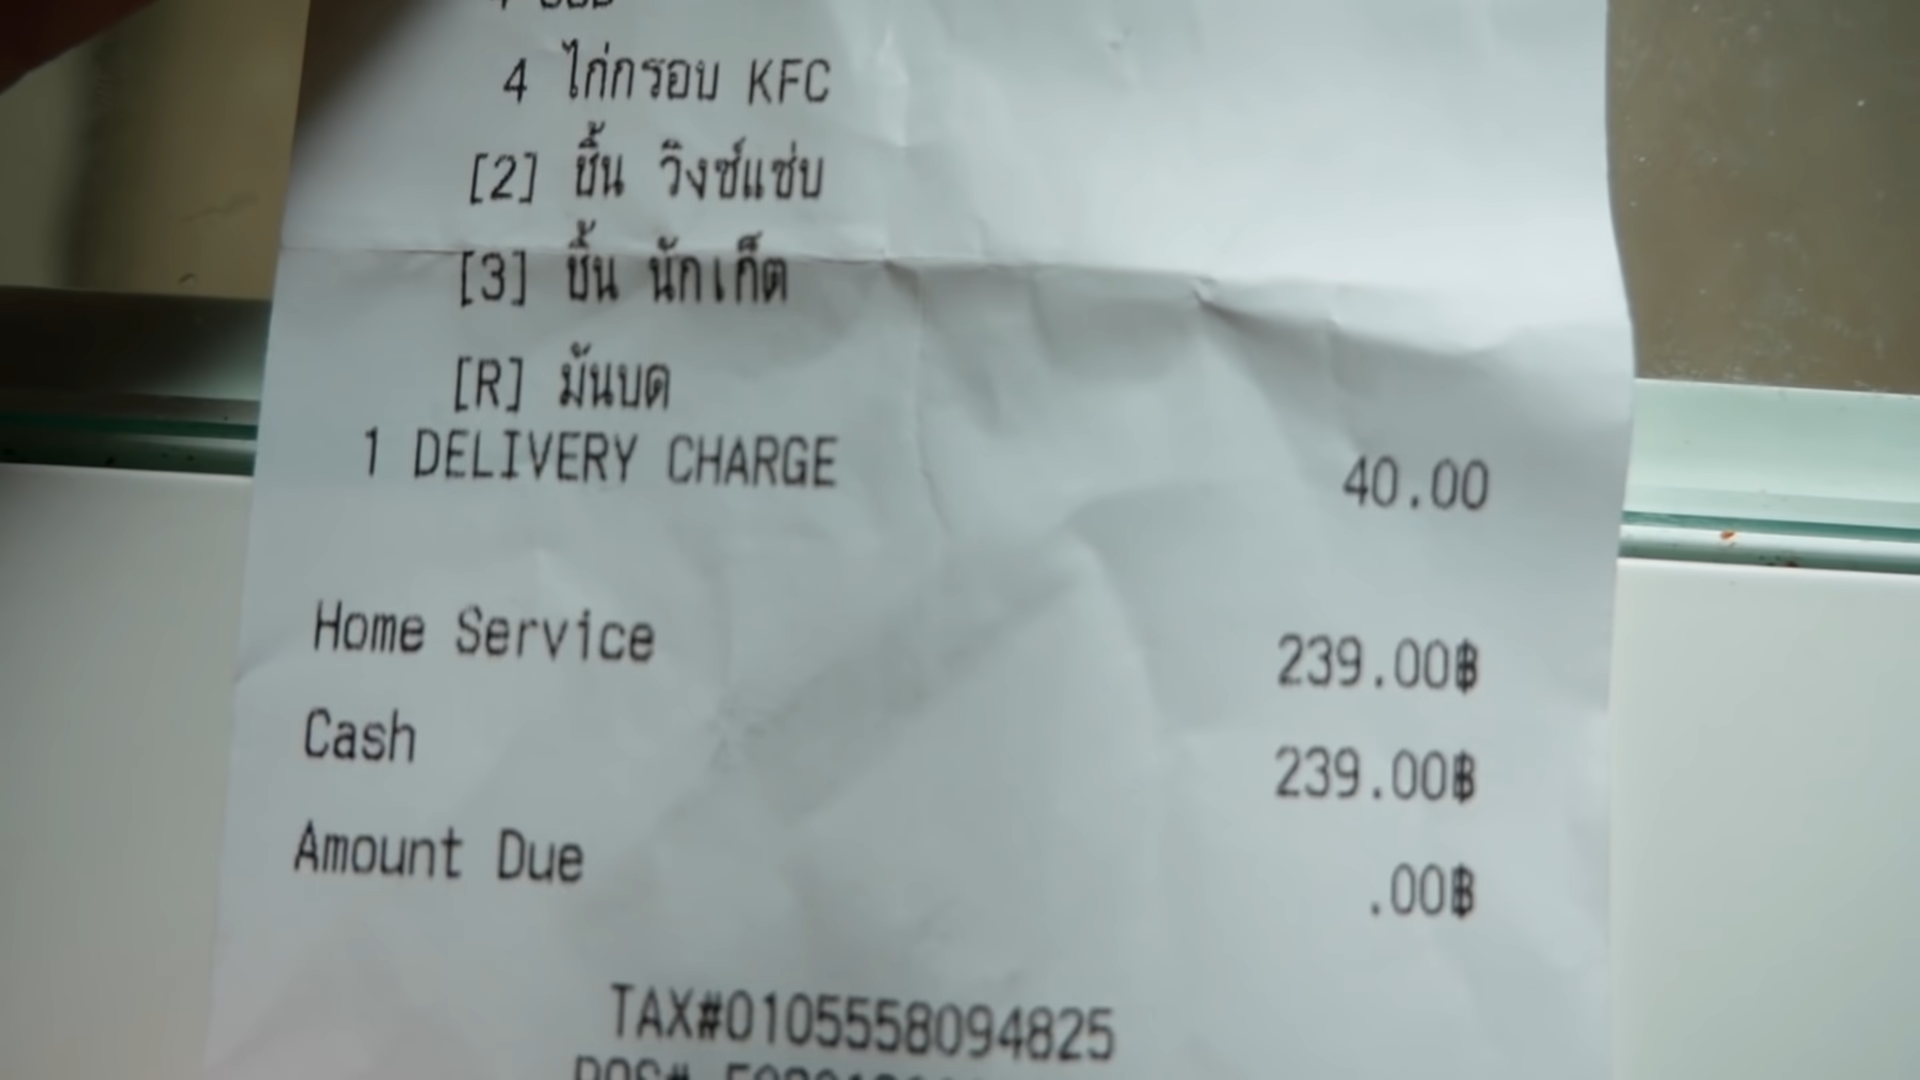 4 ไก่กรอบ KFC
[2] ชิ้น วิงซ์แซ่บ
[3] ชิ้น นักเก็ต
[R] มันบด
1 DELIVERY CHARGE 40.00
Home Service 239.00฿
Cash 239.00฿
Amount Due .00฿
TAX#0105558094825